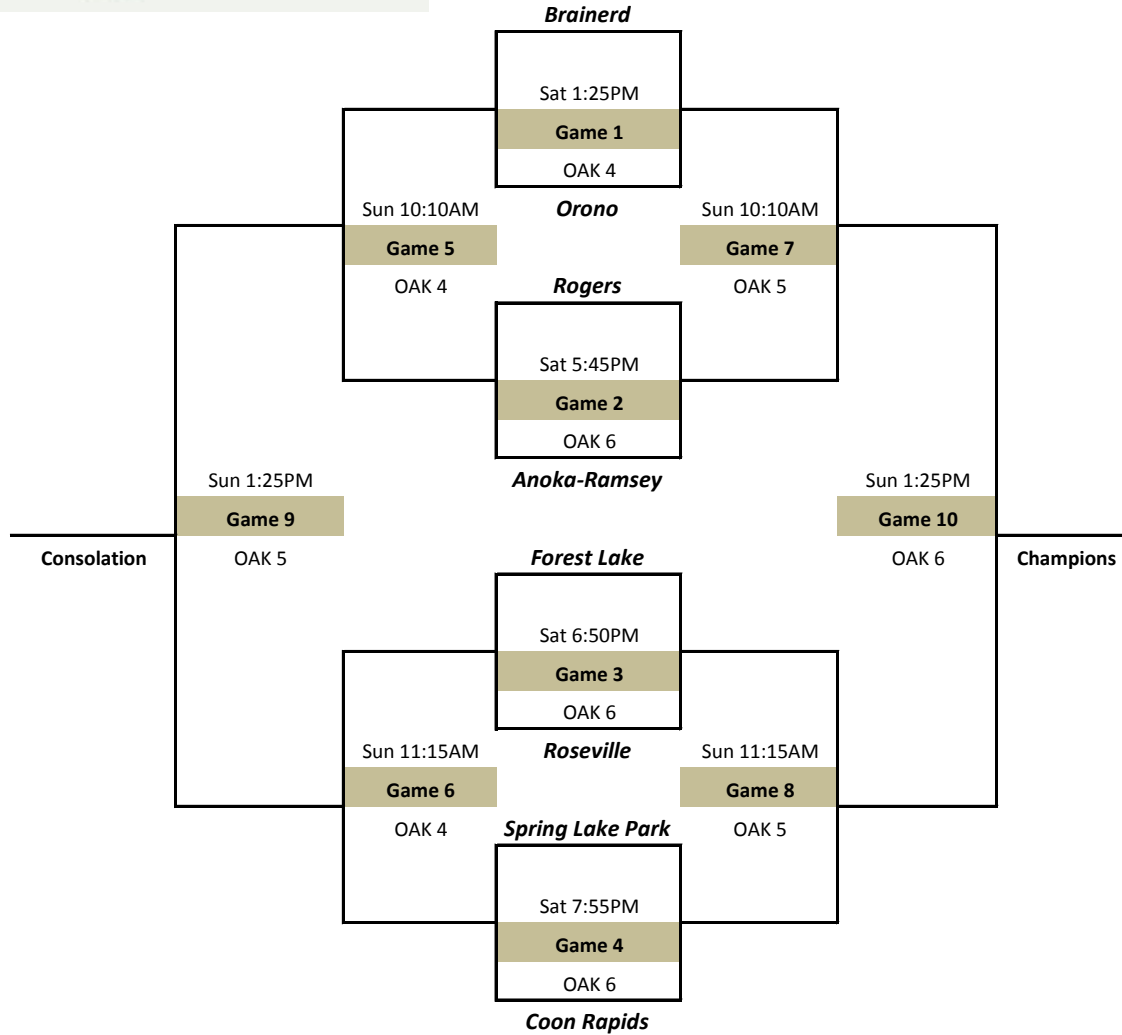 Brainerd
Sat 1:25PM
Game 1
OAK 4
Sun 10:10AM
Orono
Sun 10:10AM
Game 5
Game 7
OAK 4
Rogers
OAK 5
Sat 5:45PM
Game 2
OAK 6
Sun 1:25PM
Anoka-Ramsey
Sun 1:25PM
Game 9
Game 10
Consolation
OAK 5
Forest Lake
OAK 6
Champions
Sat 6:50PM
Game 3
OAK 6
Sun 11:15AM
Roseville
Sun 11:15AM
Game 6
Game 8
OAK 4
Spring Lake Park
OAK 5
Sat 7:55PM
Game 4
OAK 6
Coon Rapids